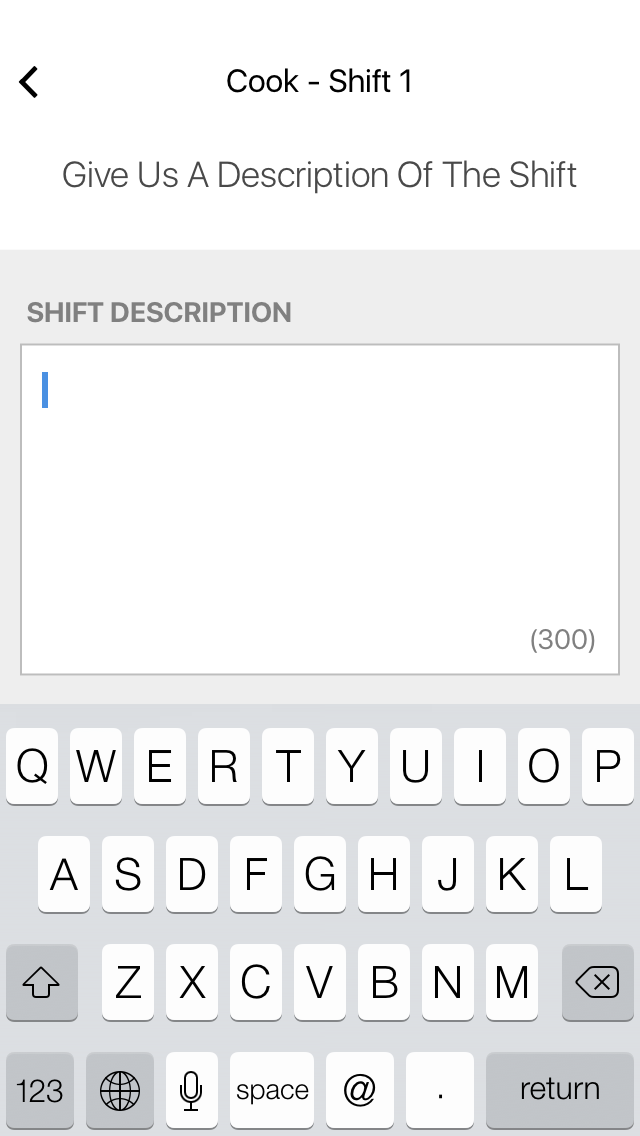 Cook - Shift 1
Give Us A Description Of The Shift
SHIFT DESCRIPTION
(300)
Q W E R T Y U I O P
A S D F G H J K L
Z X C V B N M
123 space @ . return